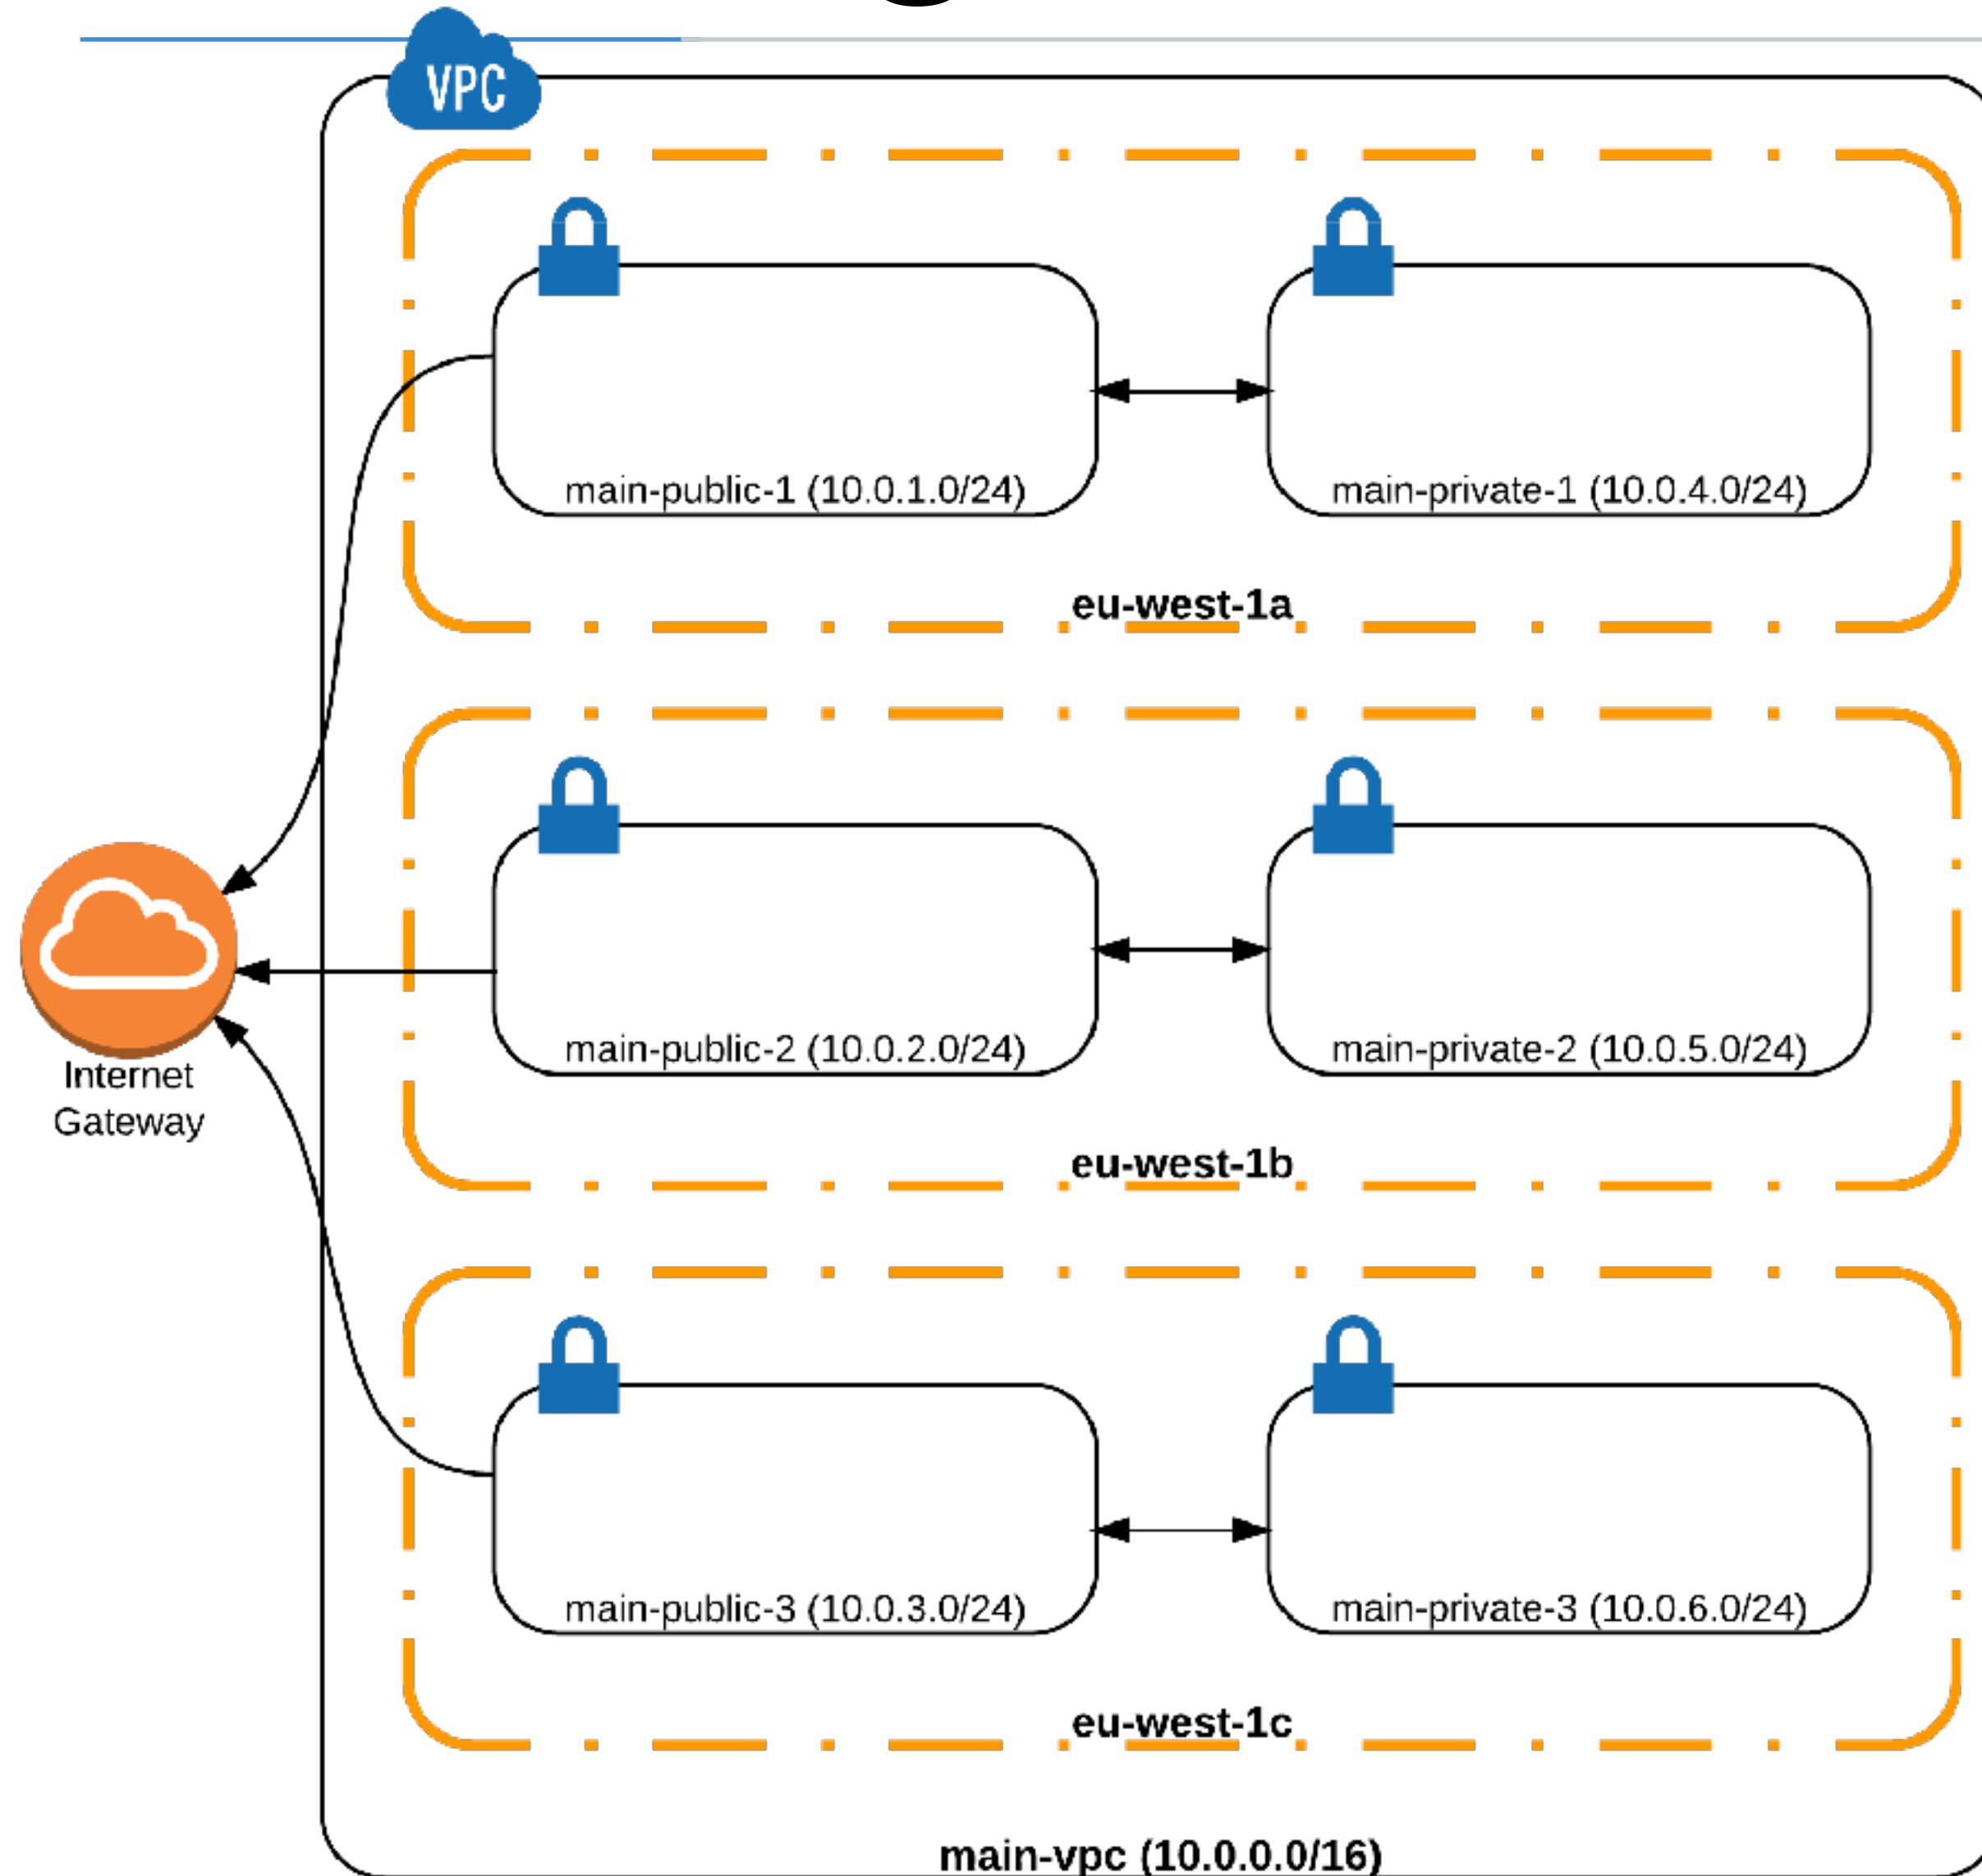 VPC
main-public-1 (10.0.1.0/24)
main-private-1 (10.0.4.0/24)
eu-west-1a
main-public-2 (10.0.2.0/24)
main-private-2 (10.0.5.0/24)
Internet
Gateway
eu-west-1b
main-public-3 (10.0.3.0/24)
main-private-3 (10.0.6.0/24)
eu-west-1c
main-vpc (10.0.0.0/16)